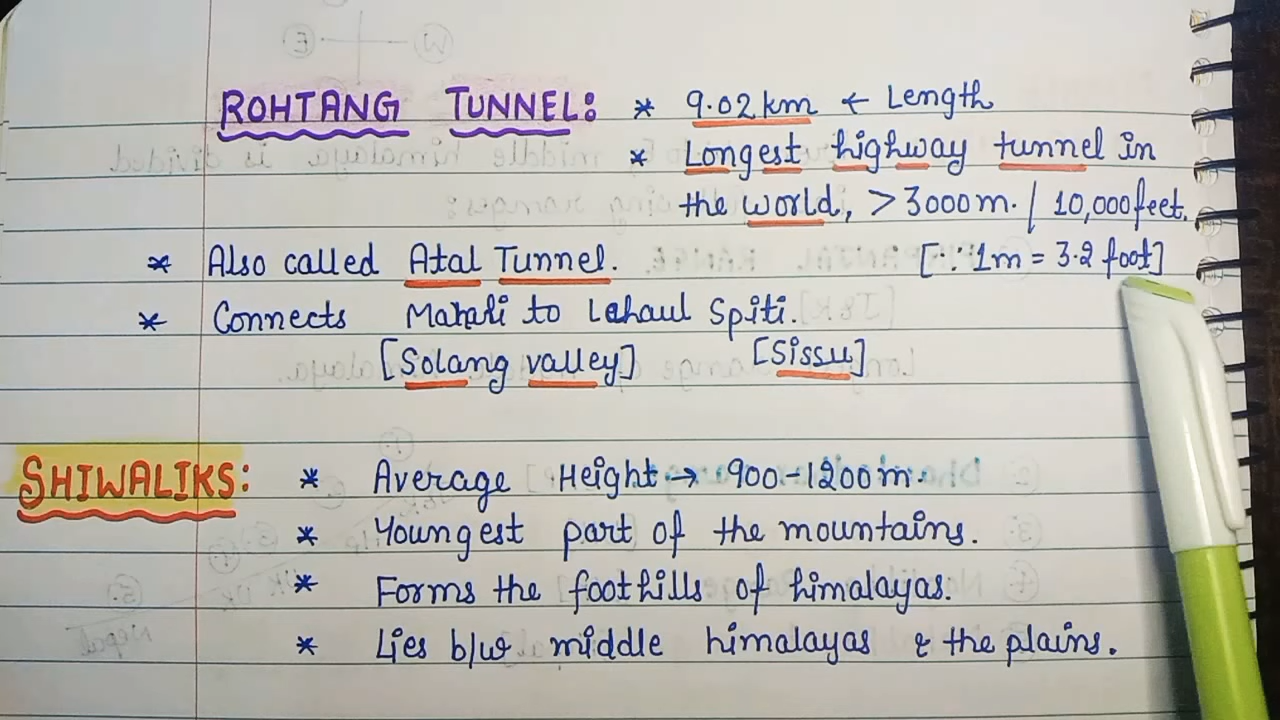 ROHTANG TUNNEL: * 9.02 km ← Length
* Longest highway tunnel in
the world, > 3000m. / 10,000 feet.
* Also called Atal Tunnel. [∵ 1m = 3.2 foot]
* Connects Manali to Lahaul Spiti.
[Solang valley] [Sissu]
SHIWALIKS: * Average Height → 900-1200m.
* Youngest part of the mountains.
* Forms the foothills of himalayas.
* Lies b/w middle himalayas & the plains.